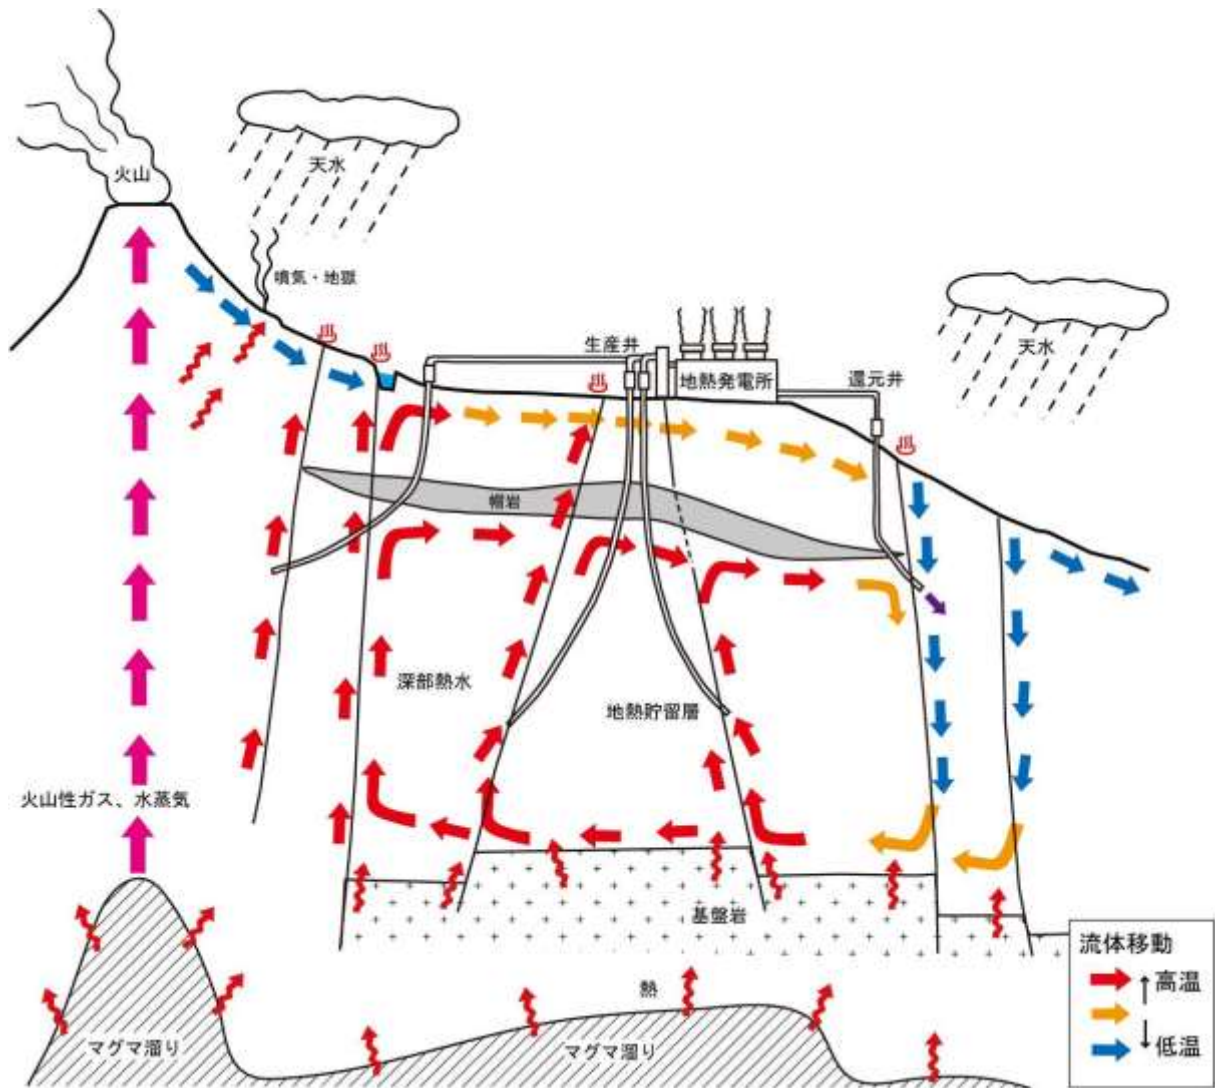 火山
天水
噴気・地獄
生産井
地熱発電所
還元井
天水
帽岩
深部熱水
地熱貯留層
火山性ガス、水蒸気
基盤岩
熱
マグマ溜り
マグマ溜り
流体移動
高温
低温